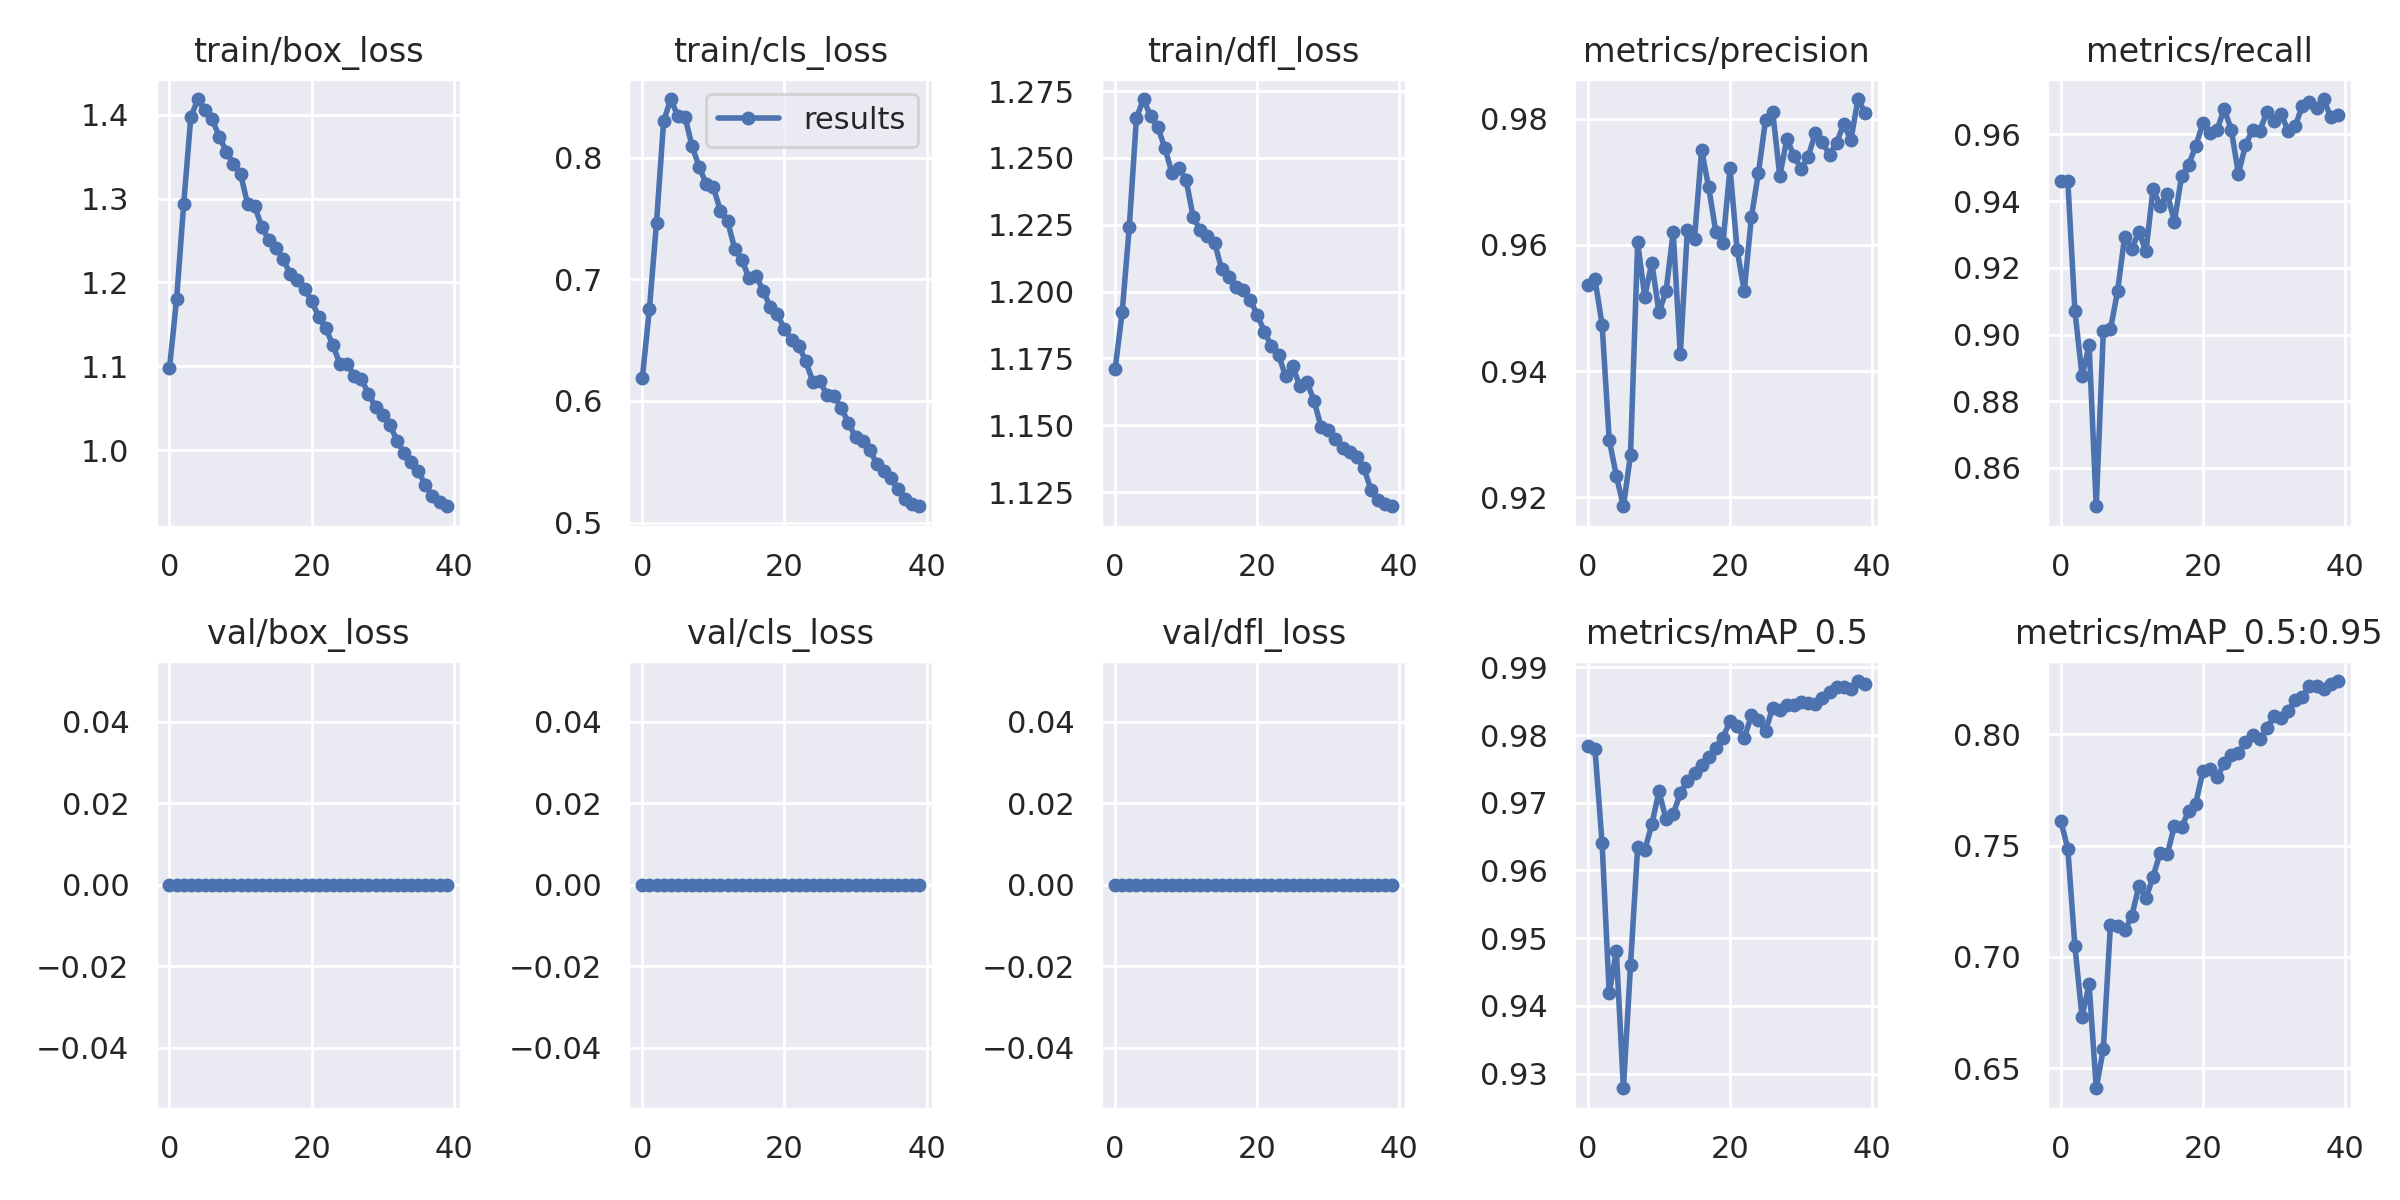 train/box_loss
1.4
1.3
1.2
1.1
1.0
0 20 40
train/cls_loss
results
0.8
0.7
0.6
0.5
0 20 40
train/dfl_loss
1.275
1.250
1.225
1.200
1.175
1.150
1.125
0 20 40
metrics/precision
0.98
0.96
0.94
0.92
0 20 40
metrics/recall
0.96
0.94
0.92
0.90
0.88
0.86
0 20 40
val/box_loss
0.04
0.02
0.00
−0.02
−0.04
0 20 40
val/cls_loss
0.04
0.02
0.00
−0.02
−0.04
0 20 40
val/dfl_loss
0.04
0.02
0.00
−0.02
−0.04
0 20 40
metrics/mAP_0.5
0.99
0.98
0.97
0.96
0.95
0.94
0.93
0 20 40
metrics/mAP_0.5:0.95
0.80
0.75
0.70
0.65
0 20 40